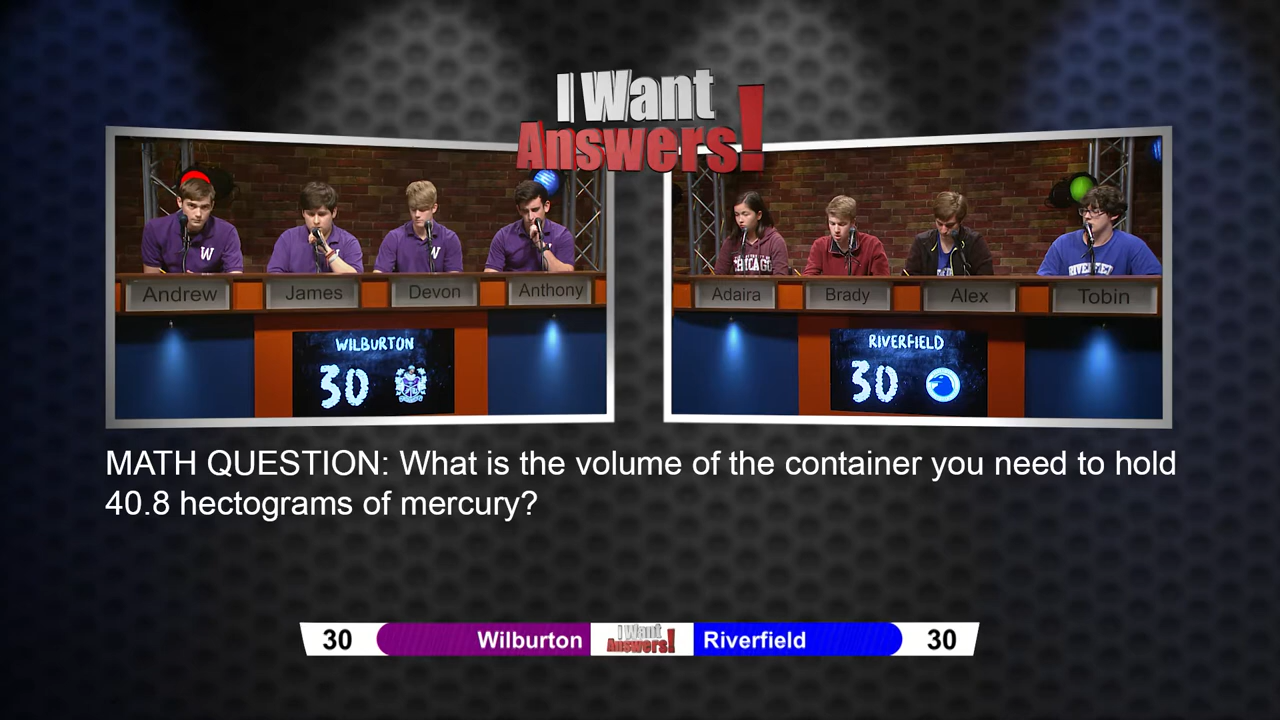 I Want
Answers!
W
W
W
CHICAGO
RIVERFIELD
Andrew
James
Devon
Anthony
Adaira
Brady
Alex
Tobin
WILBURTON
30
RIVERFIELD
30
MATH QUESTION: What is the volume of the container you need to hold
40.8 hectograms of mercury?
30 Wilburton I Want Answers! Riverfield 30